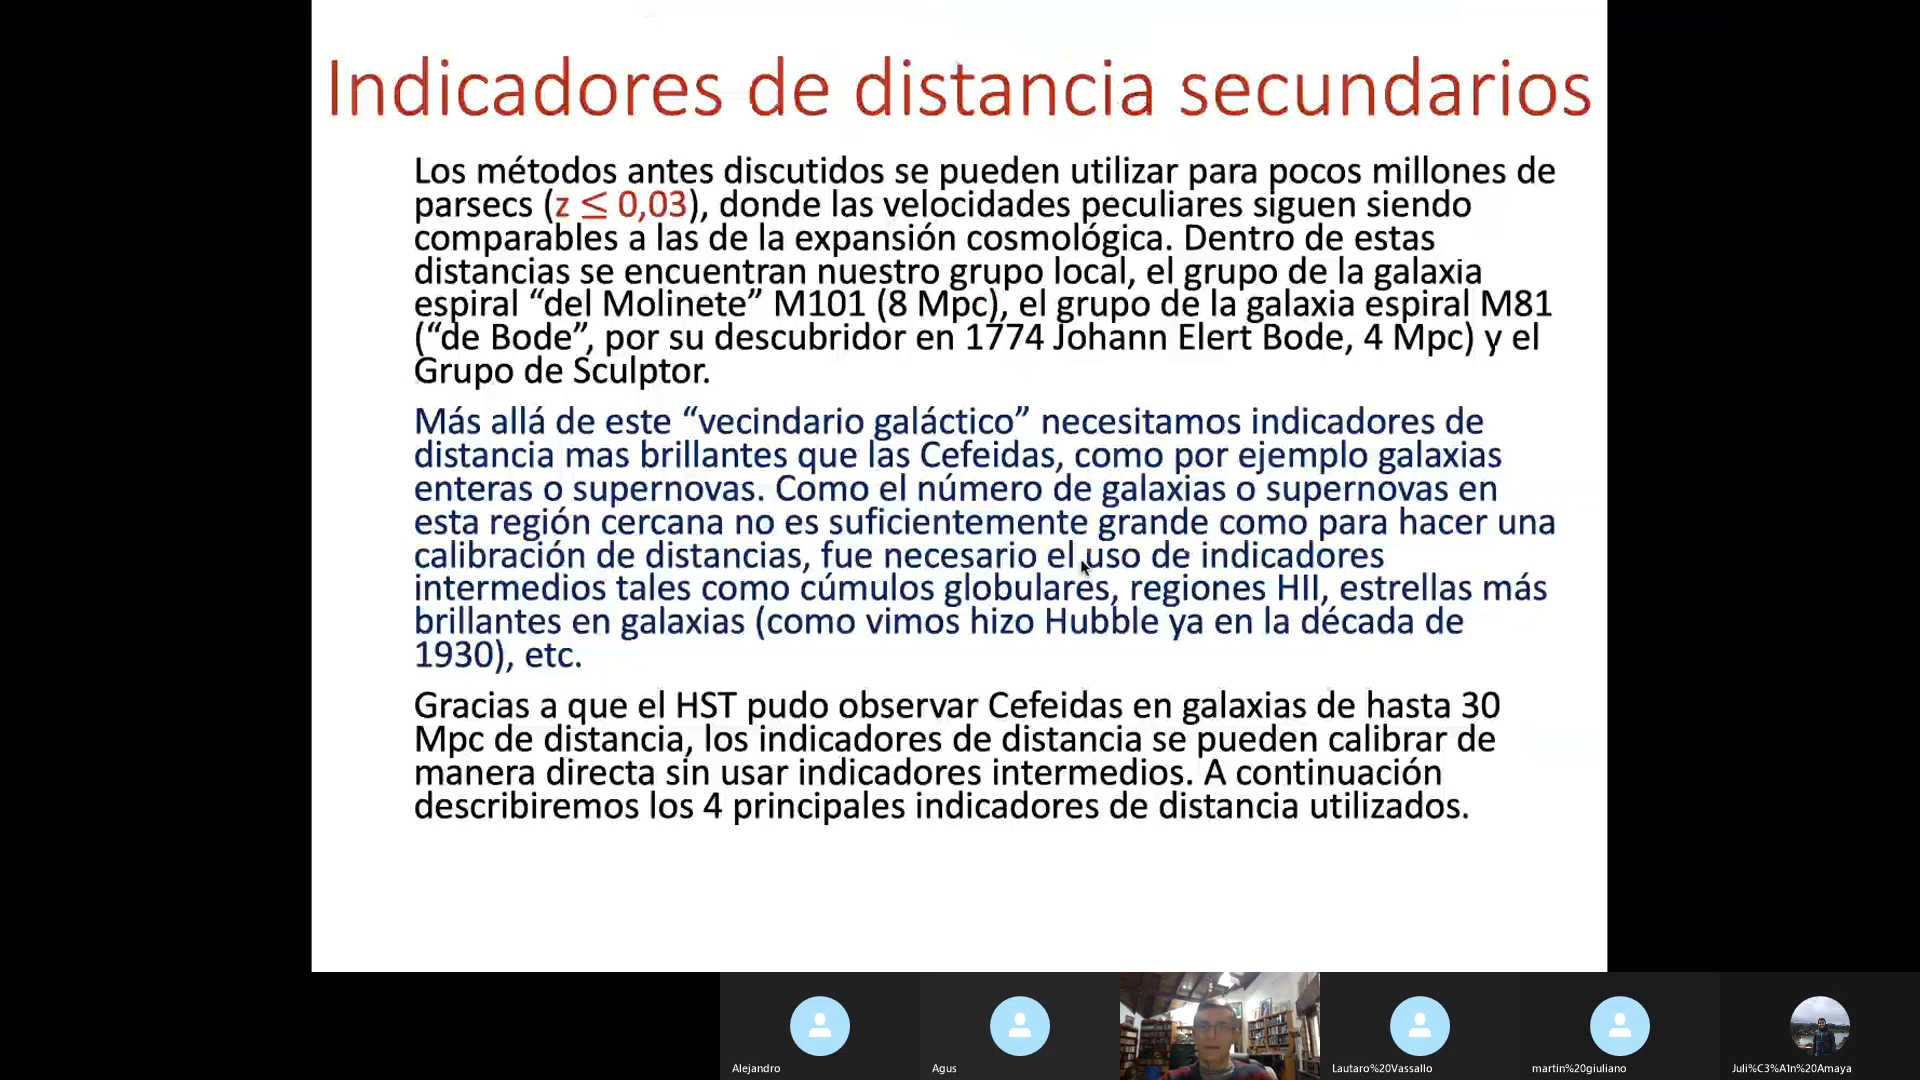 Indicadores de distancia secundarios
Los métodos antes discutidos se pueden utilizar para pocos millones de
parsecs (z ≤ 0,03), donde las velocidades peculiares siguen siendo
comparables a las de la expansión cosmológica. Dentro de estas
distancias se encuentran nuestro grupo local, el grupo de la galaxia
espiral “del Molinete” M101 (8 Mpc), el grupo de la galaxia espiral M81
(“de Bode”, por su descubridor en 1774 Johann Elert Bode, 4 Mpc) y el
Grupo de Sculptor.
Más allá de este “vecindario galáctico” necesitamos indicadores de
distancia mas brillantes que las Cefeidas, como por ejemplo galaxias
enteras o supernovas. Como el número de galaxias o supernovas en
esta región cercana no es suficientemente grande como para hacer una
calibración de distancias, fue necesario el uso de indicadores
intermedios tales como cúmulos globulares, regiones HII, estrellas más
brillantes en galaxias (como vimos hizo Hubble ya en la década de
1930), etc.
Gracias a que el HST pudo observar Cefeidas en galaxias de hasta 30
Mpc de distancia, los indicadores de distancia se pueden calibrar de
manera directa sin usar indicadores intermedios. A continuación
describiremos los 4 principales indicadores de distancia utilizados.
Alejandro
Agus
Lautaro%20Vassallo
martin%20giuliano
Juli%C3%A1n%20Amaya